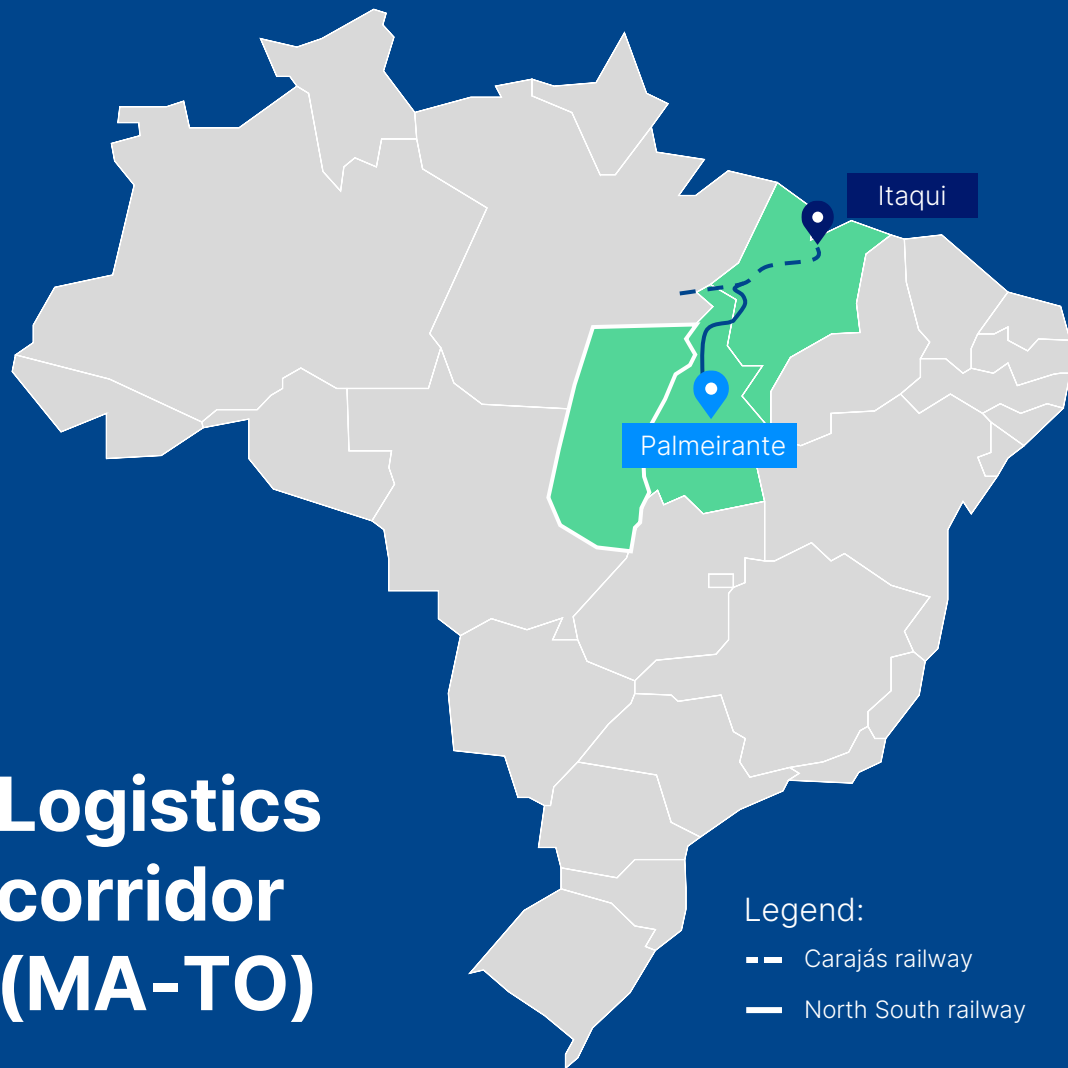 Itaqui
Palmeirante
Logistics
corridor
(MA-TO)
Legend:
Carajás railway
North South railway